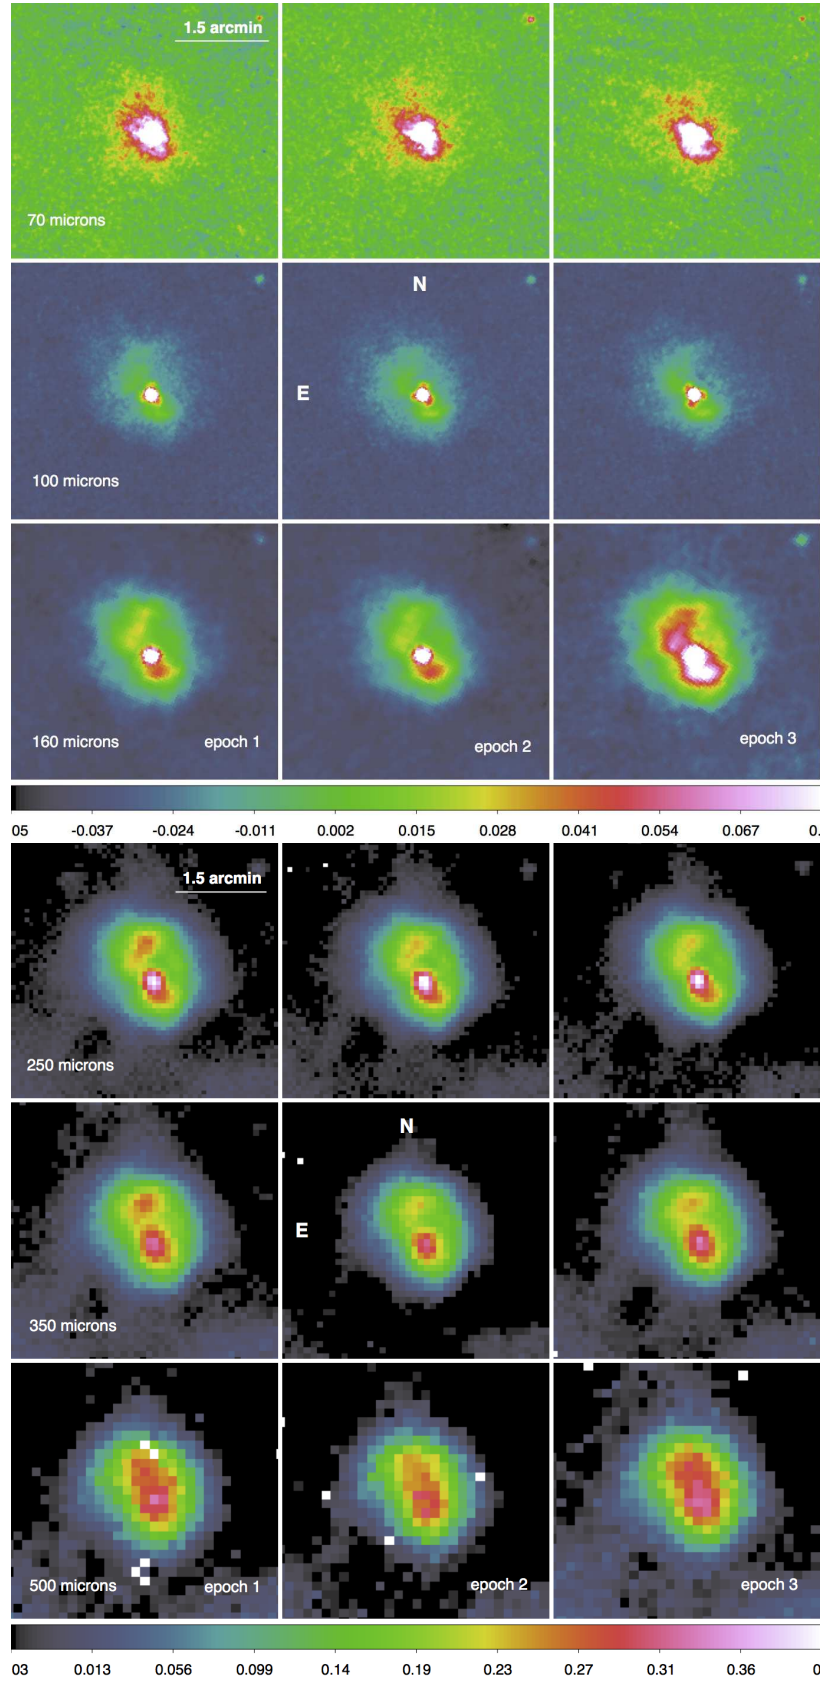 1.5 arcmin
70 microns
N
E
100 microns
160 microns
epoch 1
epoch 2
epoch 3
05 -0.037 -0.024 -0.011 0.002 0.015 0.028 0.041 0.054 0.067 0.
1.5 arcmin
250 microns
N
E
350 microns
500 microns
epoch 1
epoch 2
epoch 3
03 0.013 0.056 0.099 0.14 0.19 0.23 0.27 0.31 0.36 0